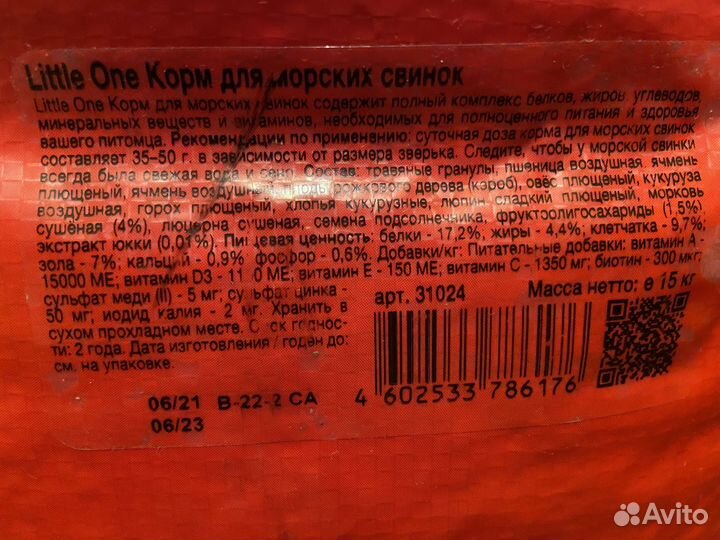 Little One Корм для морских свинок
Little One Корм для морских свинок содержит полный комплекс белков, жиров, углеводов,
минеральных веществ и витаминов, необходимых для полноценного питания и здоровья
вашего питомца. Рекомендации по применению: суточная доза корма для морских свинок
составляет 35-50 г. в зависимости от размера зверька. Следите, чтобы у морской свинки
всегда была свежая вода и сено. Состав: травяные гранулы, пшеница воздушная, ячмень
плющеный, ячмень воздушный, плоды рожкового дерева (кэроб), овёс плющеный, кукуруза
воздушная, горох плющеный, хлопья кукурузные, люпин сладкий плющеный, морковь
сушёная (4%), люцерна сушеная, семена подсолнечника, фруктоолигосахариды (1,5%),
экстракт юкки (0,01%). Пищевая ценность: белки - 17,2%; жиры - 4,4%; клетчатка - 9,7%;
зола - 7%; кальций - 0,9% фосфор - 0,6%. Добавки/кг: Питательные добавки: витамин А -
15000 МЕ; витамин D3 - МЕ; витамин Е - 150 МЕ; витамин С - 1350 мг; биотин - 300 мкг;
сульфат меди (II) - 5 мг; сульфат цинка -
50 мг; иодид калия - 2 мг. Хранить в
сухом прохладном месте. Срок годнос-
ти: 2 года. Дата изготовления / годен до:
см. на упаковке.
арт. 31024
Масса нетто: е 15 кг
4 602533 786176
06/21 В-22-2 СА
06/23
Avito